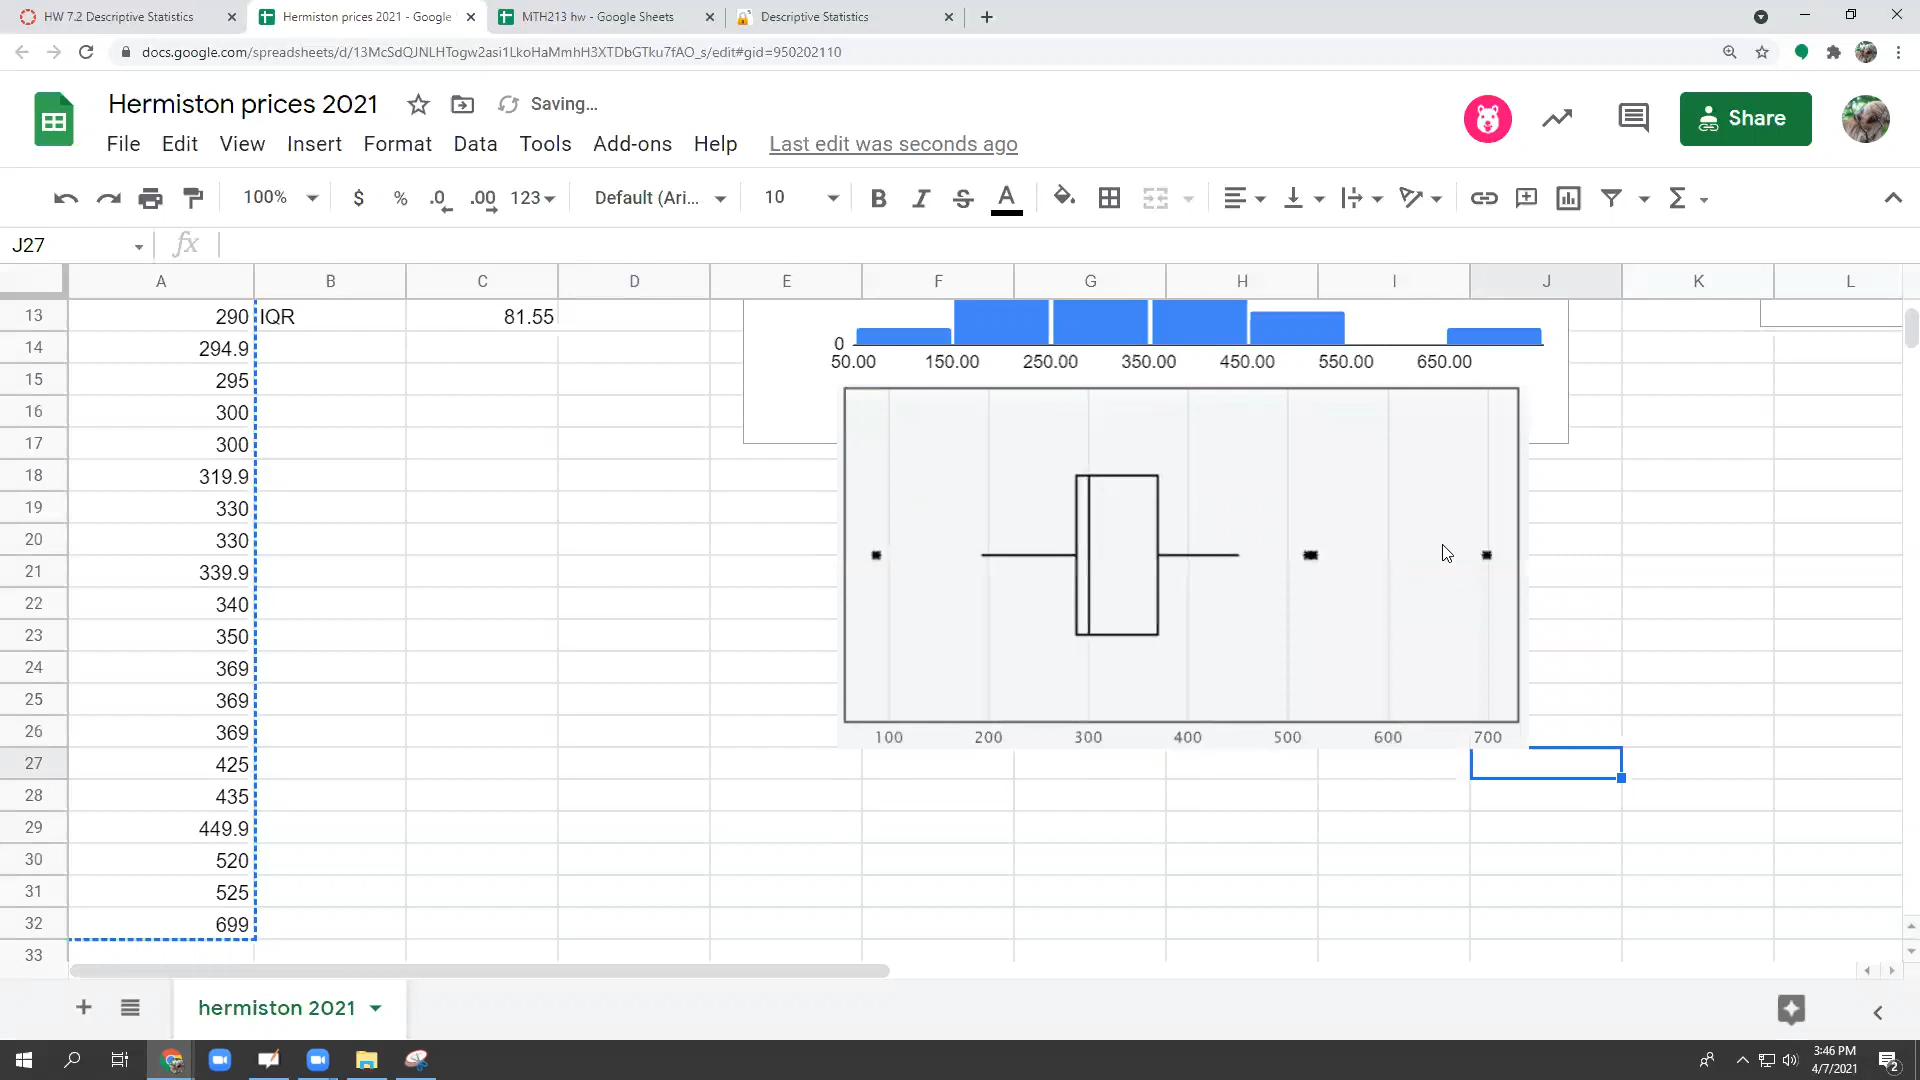 HW 7.2 Descriptive Statistics
Hermiston prices 2021 - Google
MTH213 hw - Google Sheets
Descriptive Statistics
docs.google.com/spreadsheets/d/13McSdQJNLHTogw2asi1LkoHaMmhH3XTDbGTku7fAO_s/edit#gid=950202110
Hermiston prices 2021 Saving...
Share
File Edit View Insert Format Data Tools Add-ons Help Last edit was seconds ago
100% $ % .0 .00 123 Default (Ari... 10 B I S A Σ
J27 fx
A B C D E F G H I J K L
13 290 IQR 81.55
0
14 294.9
50.00 150.00 250.00 350.00 450.00 550.00 650.00
15 295
16 300
17 300
18 319.9
19 330
20 330
21 339.9
22 340
23 350
24 369
25 369
26 369
100 200 300 400 500 600 700
27 425
28 435
29 449.9
30 520
31 525
32 699
33
hermiston 2021
3:46 PM
4/7/2021
2